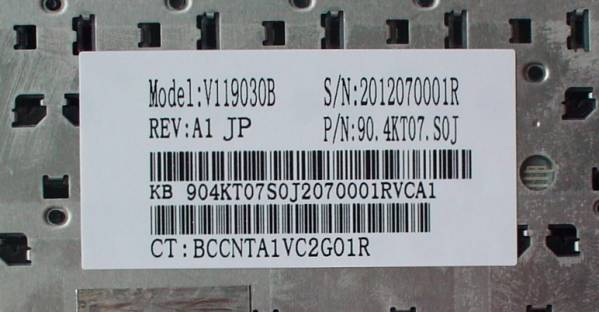 Model:V119030B S/N:2012070001R
REV:A1 JP P/N:90.4KT07.S0J
KB 904KT07S0J2070001RVCA1
CT:BCCNTA1VC2G01R